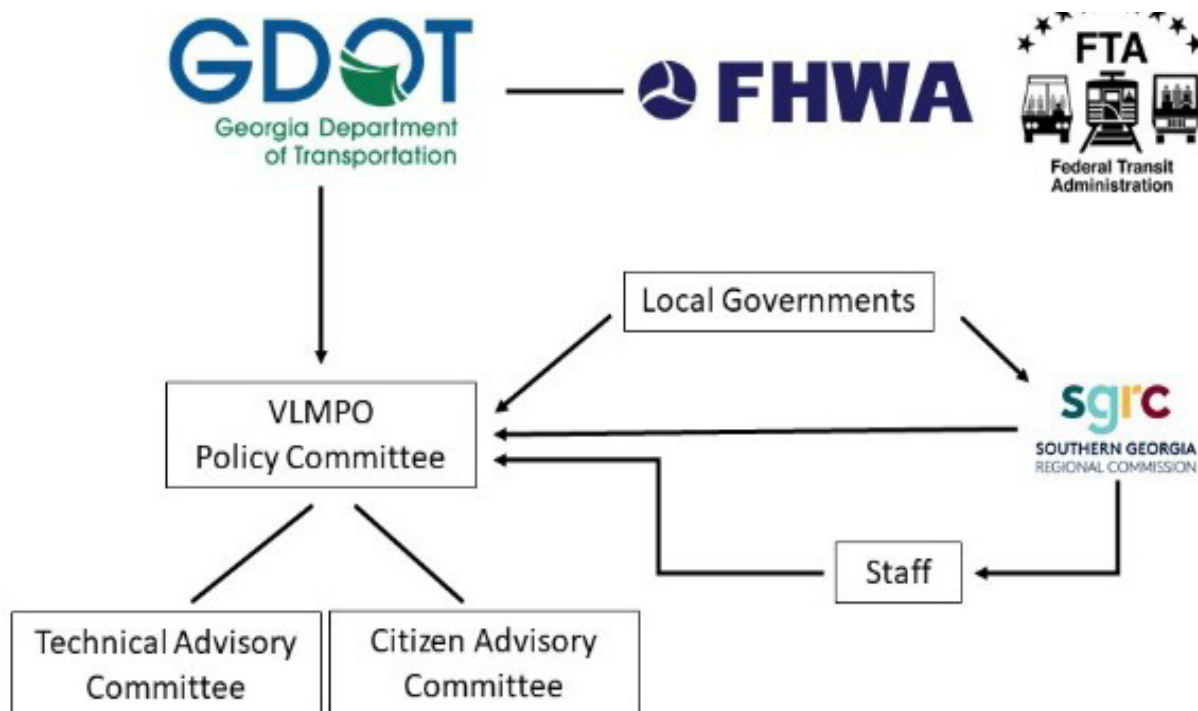 GDOT
Georgia Department
of Transportation
FHWA
FTA
Federal Transit
Administration
Local Governments
VLMPO
Policy Committee
sgrc
SOUTHERN GEORGIA
REGIONAL COMMISSION
Staff
Technical Advisory
Committee
Citizen Advisory
Committee